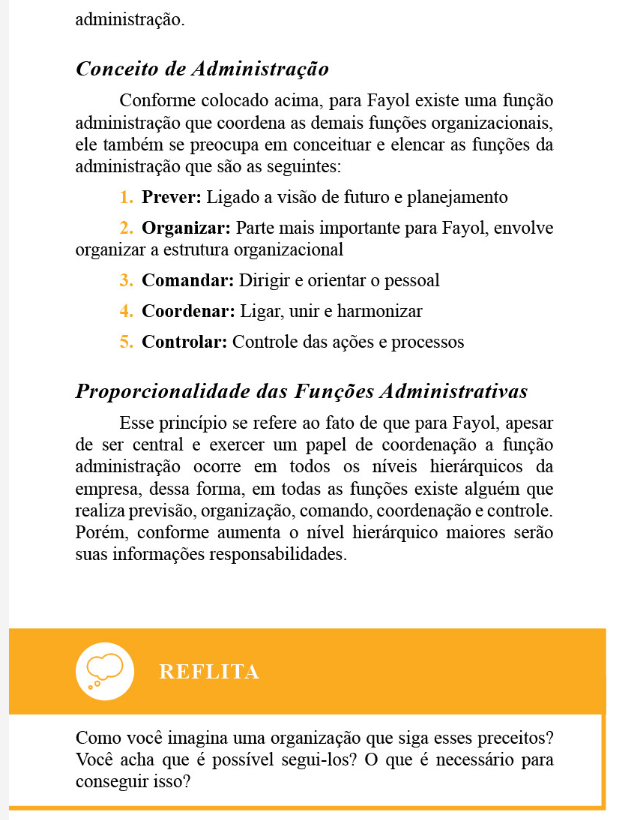 administração.
Conceito de Administração
Conforme colocado acima, para Fayol existe uma função
administração que coordena as demais funções organizacionais,
ele também se preocupa em conceituar e elencar as funções da
administração que são as seguintes:
1. Prever: Ligado a visão de futuro e planejamento
2. Organizar: Parte mais importante para Fayol, envolve
organizar a estrutura organizacional
3. Comandar: Dirigir e orientar o pessoal
4. Coordenar: Ligar, unir e harmonizar
5. Controlar: Controle das ações e processos
Proporcionalidade das Funções Administrativas
Esse princípio se refere ao fato de que para Fayol, apesar
de ser central e exercer um papel de coordenação a função
administração ocorre em todos os níveis hierárquicos da
empresa, dessa forma, em todas as funções existe alguém que
realiza previsão, organização, comando, coordenação e controle.
Porém, conforme aumenta o nível hierárquico maiores serão
suas informações responsabilidades.
REFLITA
Como você imagina uma organização que siga esses preceitos?
Você acha que é possível segui-los? O que é necessário para
conseguir isso?